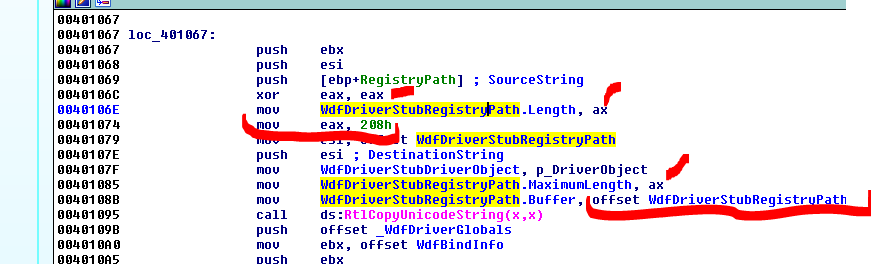 00401067
00401067 loc_401067:
00401067 push ebx
00401068 push esi
00401069 push [ebp+RegistryPath] ; SourceString
0040106C xor eax, eax
0040106E mov WdfDriverStubRegistryPath.Length, ax
00401074 mov eax, 208h
00401079 mov esi, offset WdfDriverStubRegistryPath
0040107E push esi ; DestinationString
0040107F mov WdfDriverStubDriverObject, p_DriverObject
00401085 mov WdfDriverStubRegistryPath.MaximumLength, ax
0040108B mov WdfDriverStubRegistryPath.Buffer, offset WdfDriverStubRegistryPath
00401095 call ds:RtlCopyUnicodeString(x,x)
0040109B push offset _WdfDriverGlobals
004010A0 mov ebx, offset WdfBindInfo
004010A5 push ebx